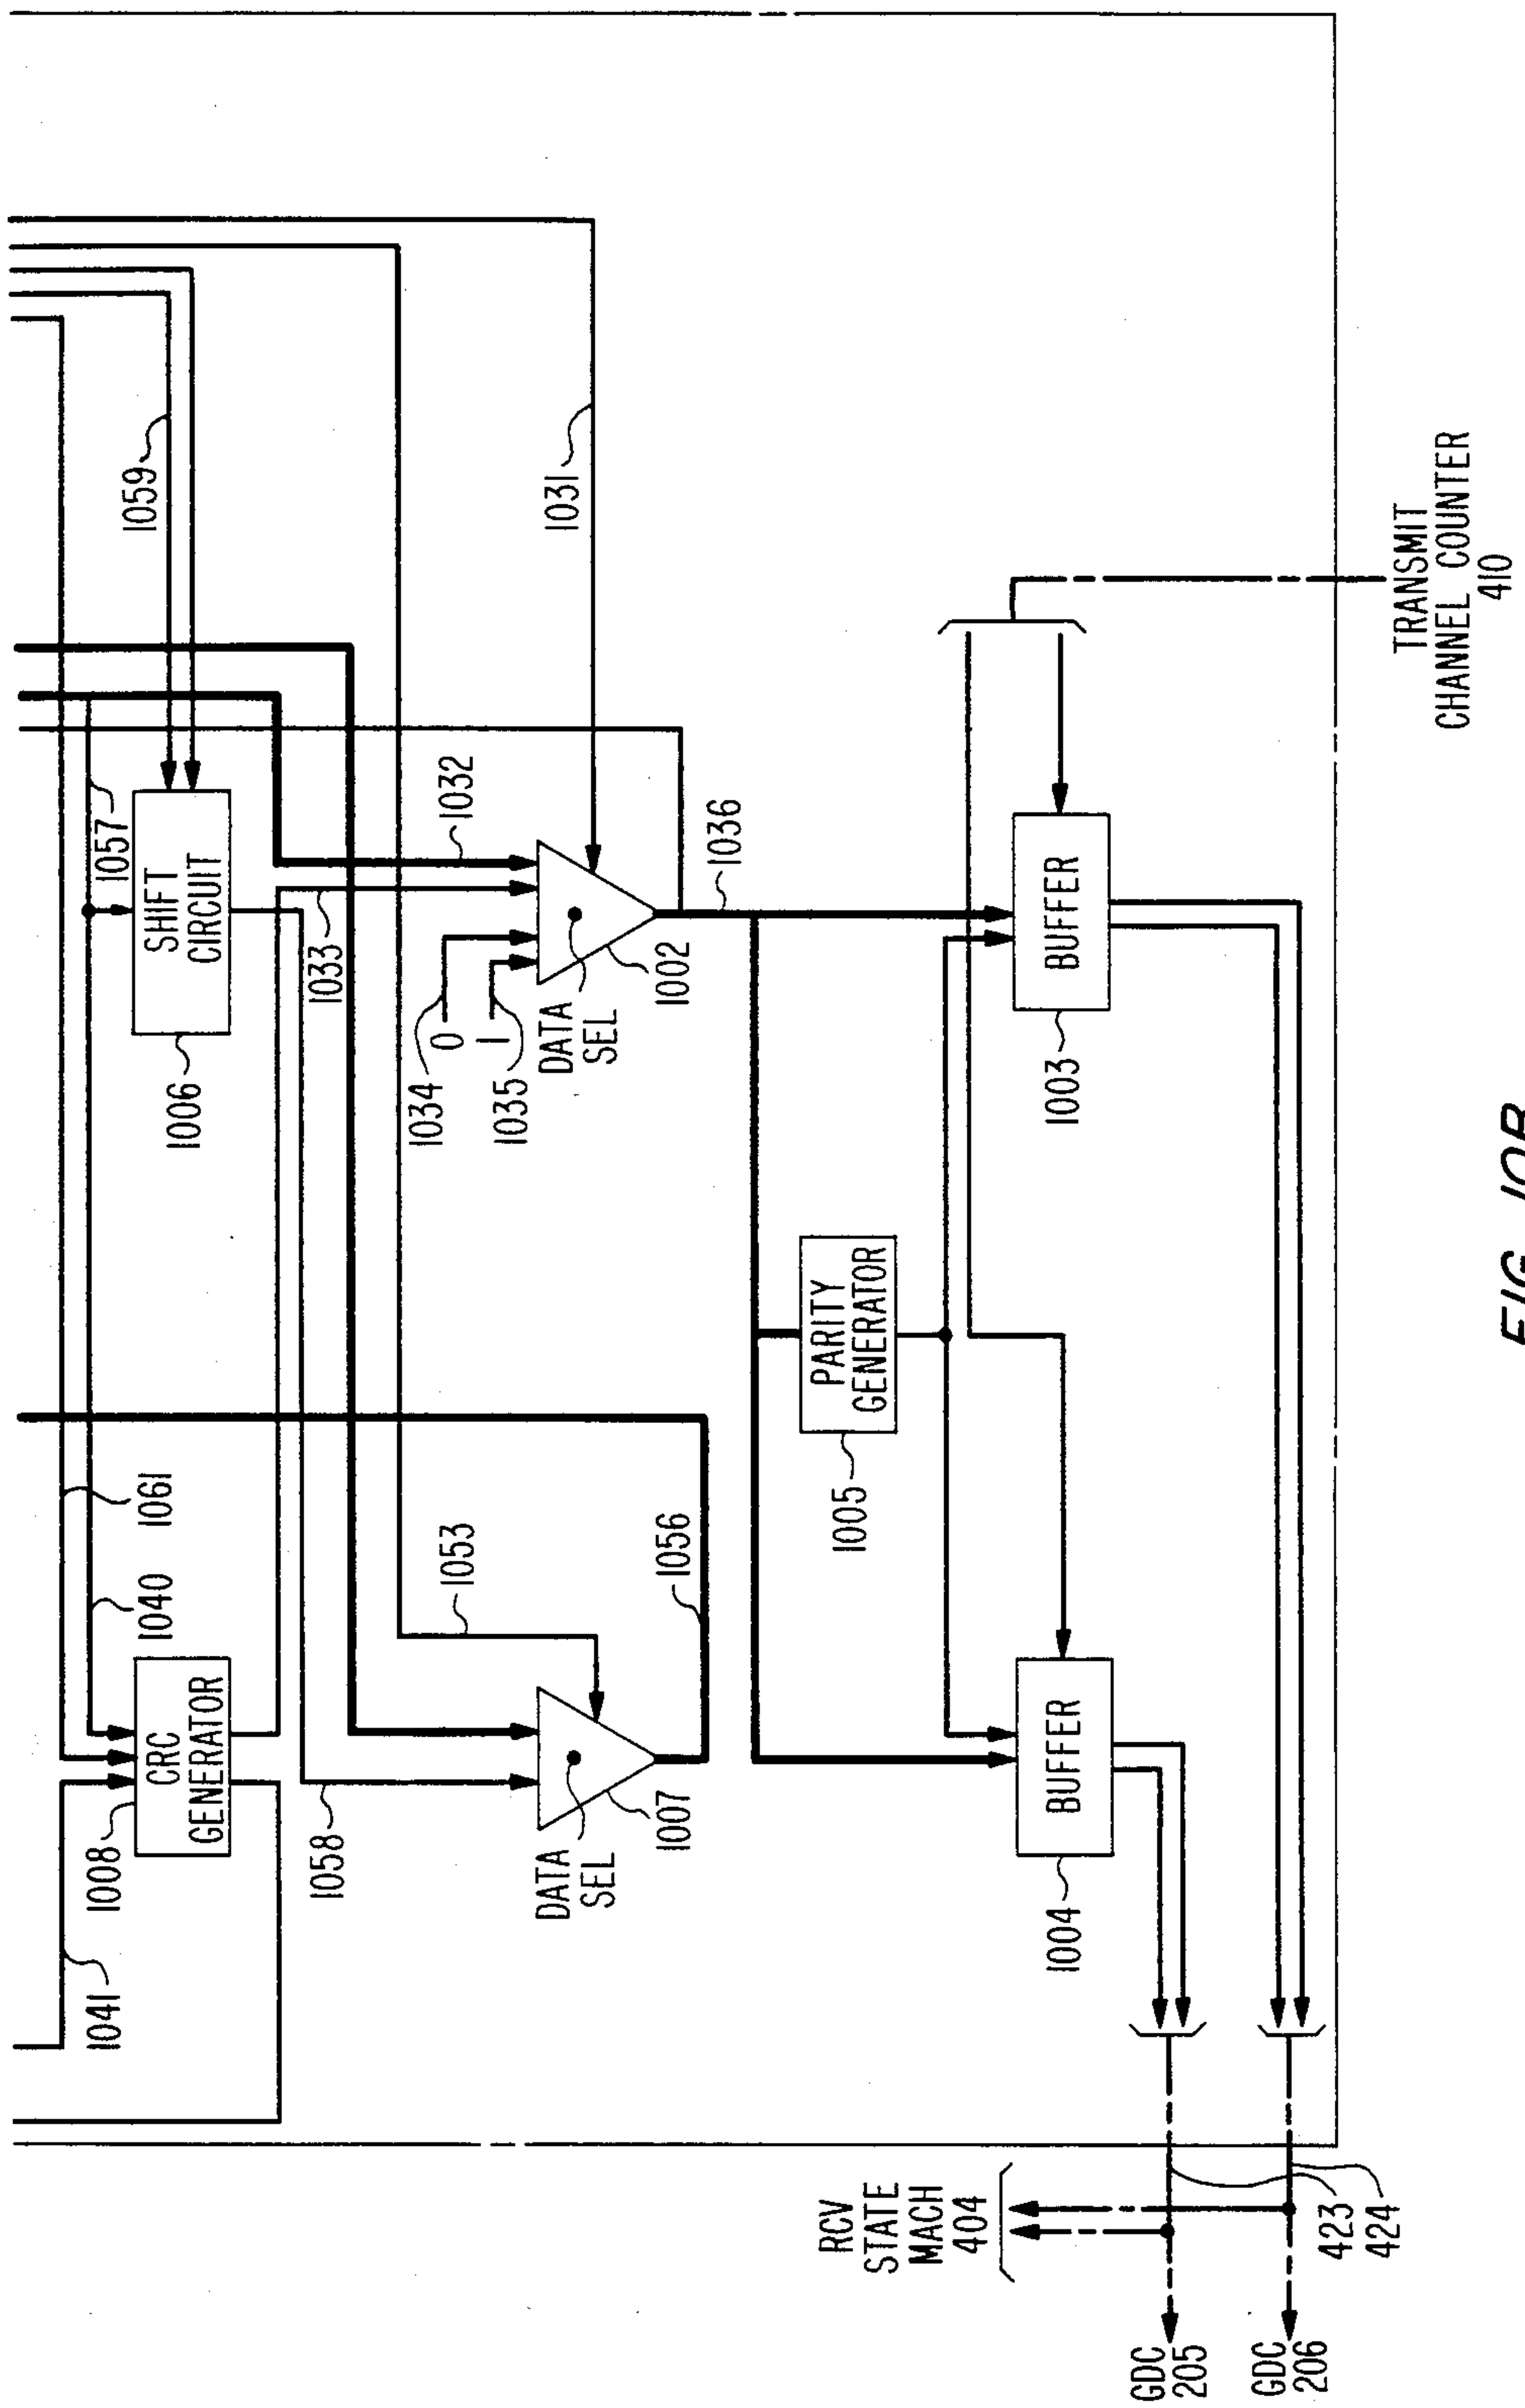 1041
1008
CRC
GENERATOR
1040
1061
1057
SHIFT
CIRCUIT
1006
1059
1058
1033
1032
1034
0
1
1035
DATA
SEL
1007
1053
1056
DATA
SEL
1002
1031
1036
1005
PARITY
GENERATOR
1004
BUFFER
1003
BUFFER
RCV
STATE
MACH
404
GDC
205
GDC
206
423
424
TRANSMIT
CHANNEL COUNTER
410
FIG. 10B